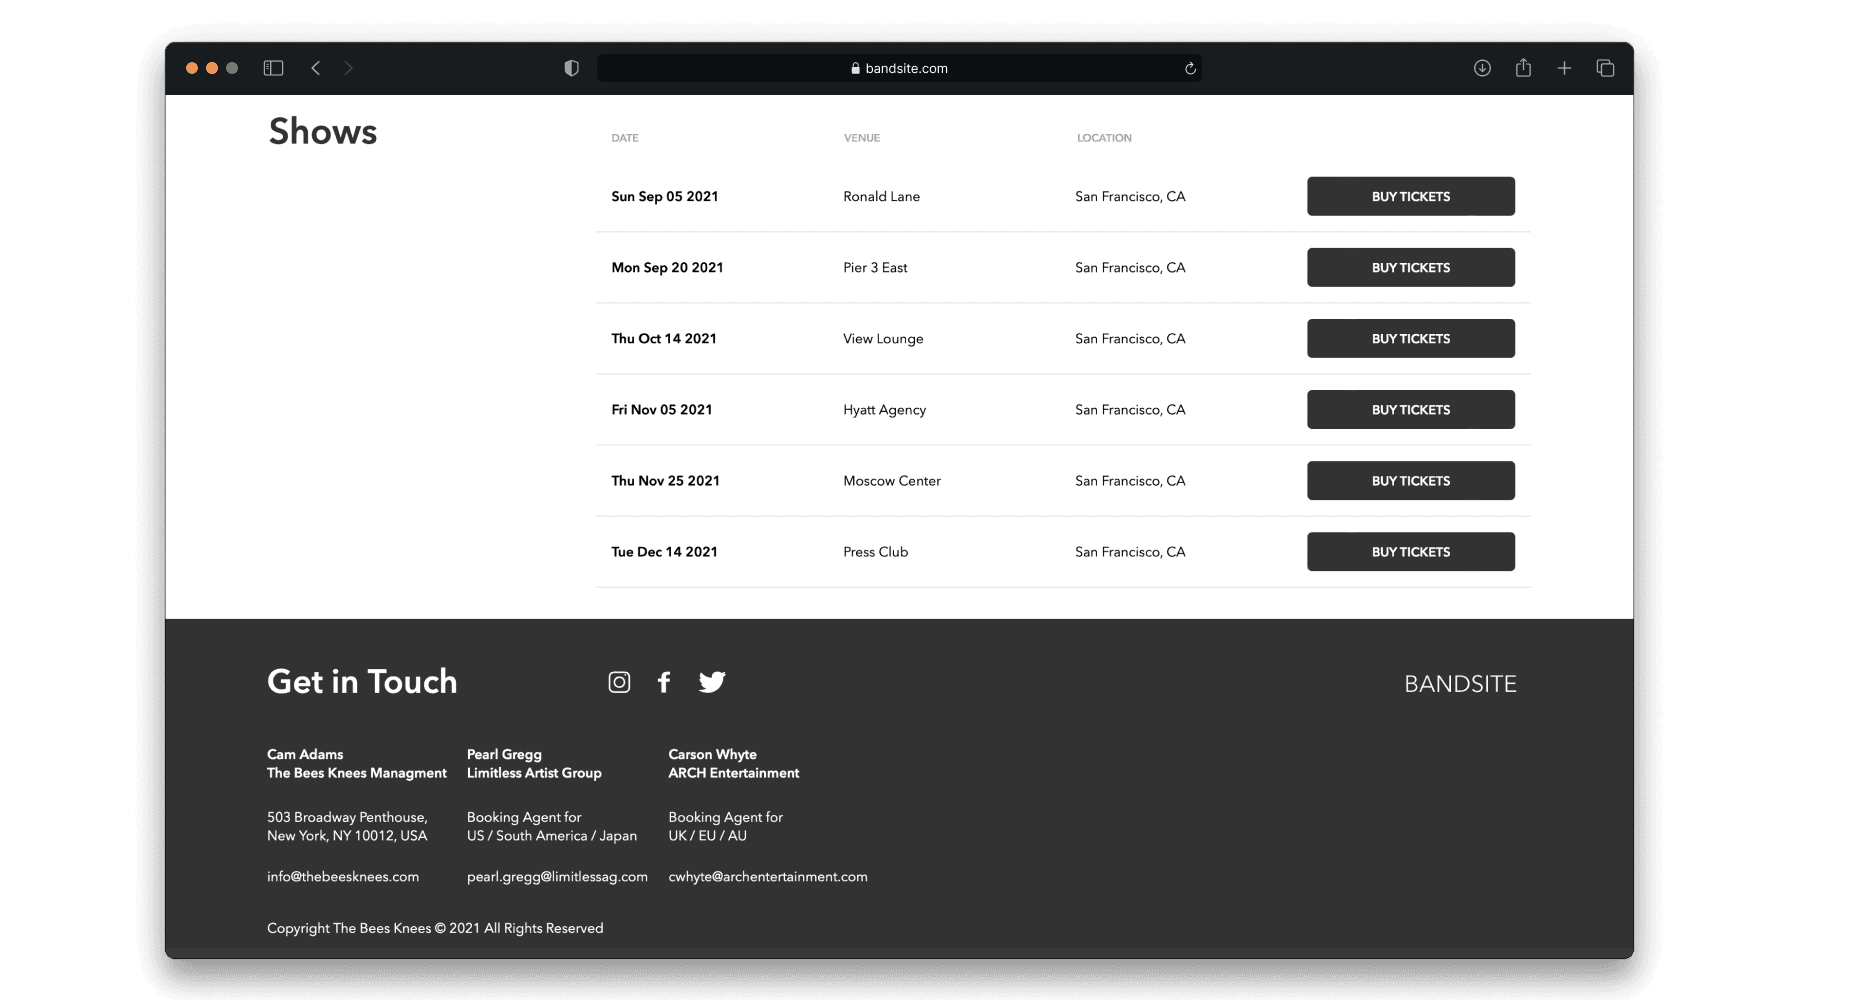 bandsite.com
Shows
DATE VENUE LOCATION
Sun Sep 05 2021 Ronald Lane San Francisco, CA BUY TICKETS
Mon Sep 20 2021 Pier 3 East San Francisco, CA BUY TICKETS
Thu Oct 14 2021 View Lounge San Francisco, CA BUY TICKETS
Fri Nov 05 2021 Hyatt Agency San Francisco, CA BUY TICKETS
Thu Nov 25 2021 Moscow Center San Francisco, CA BUY TICKETS
Tue Dec 14 2021 Press Club San Francisco, CA BUY TICKETS
Get in Touch
BANDSITE
Cam Adams
The Bees Knees Managment
503 Broadway Penthouse,
New York, NY 10012, USA
info@thebeesknees.com
Pearl Gregg
Limitless Artist Group
Booking Agent for
US / South America / Japan
pearl.gregg@limitlessag.com
Carson Whyte
ARCH Entertainment
Booking Agent for
UK / EU / AU
cwhyte@archentertainment.com
Copyright The Bees Knees © 2021 All Rights Reserved